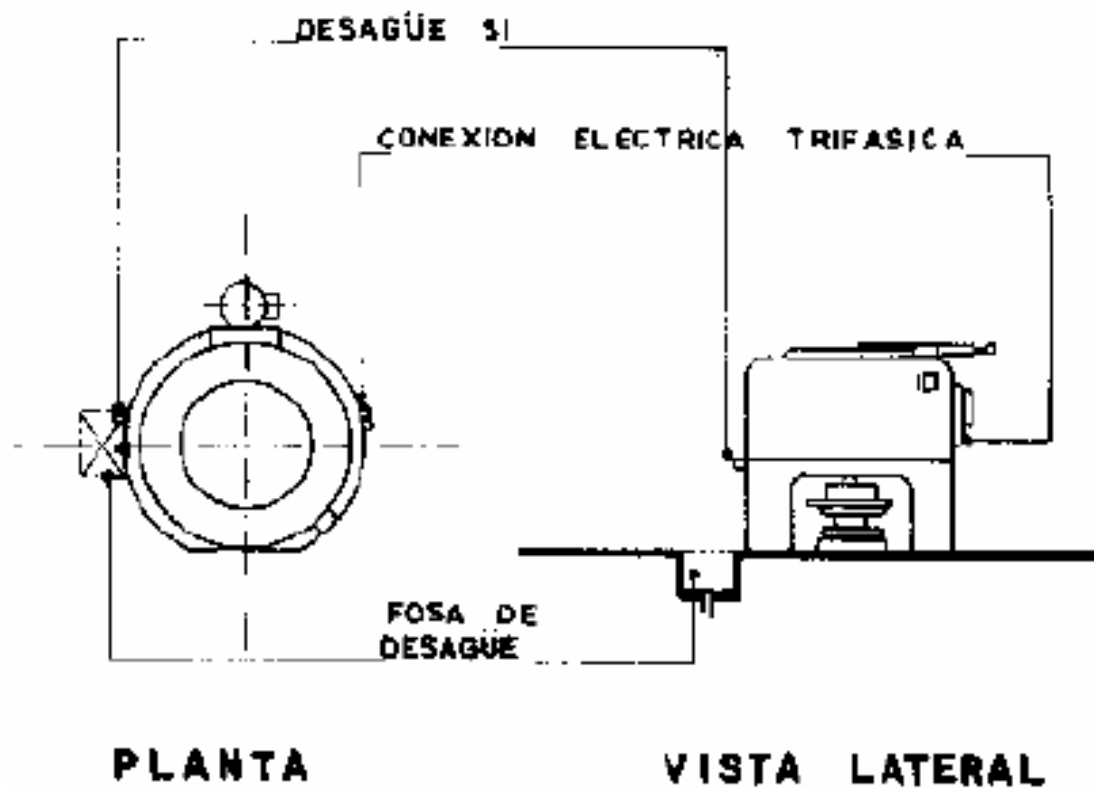 DESAGÜE SI
CONEXION ELECTRICA TRIFASICA
FOSA DE
DESAGUE
PLANTA
VISTA LATERAL